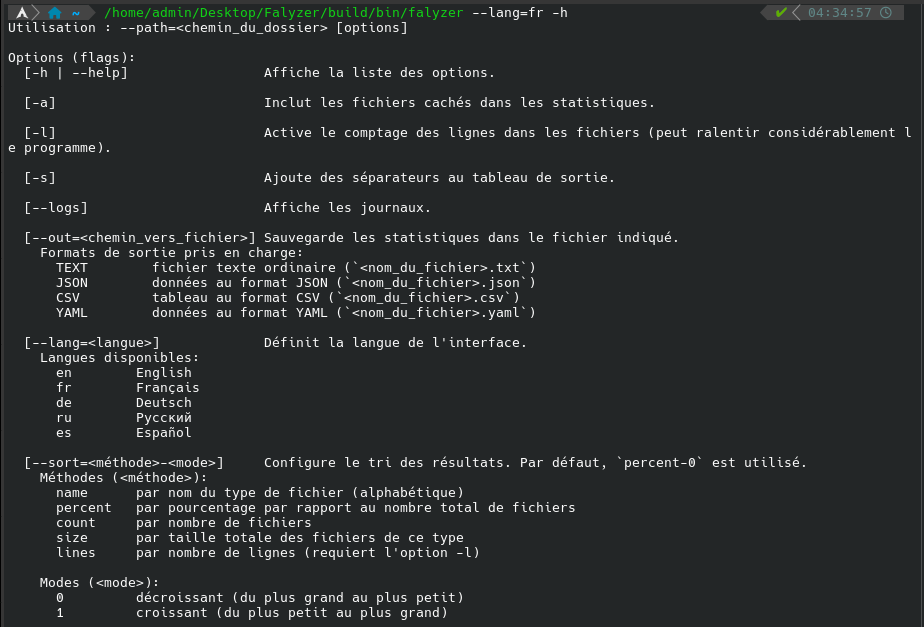 ~ /home/admin/Desktop/Falyzer/build/bin/falyzer --lang=fr -h ✔ 04:34:57
Utilisation : --path=<chemin_du_dossier> [options]
Options (flags):
[-h | --help] Affiche la liste des options.
[-a] Inclut les fichiers cachés dans les statistiques.
[-l] Active le comptage des lignes dans les fichiers (peut ralentir considérablement l
e programme).
[-s] Ajoute des séparateurs au tableau de sortie.
[--logs] Affiche les journaux.
[--out=<chemin_vers_fichier>] Sauvegarde les statistiques dans le fichier indiqué.
Formats de sortie pris en charge:
TEXT fichier texte ordinaire (`<nom_du_fichier>.txt`)
JSON données au format JSON (`<nom_du_fichier>.json`)
CSV tableau au format CSV (`<nom_du_fichier>.csv`)
YAML données au format YAML (`<nom_du_fichier>.yaml`)
[--lang=<langue>] Définit la langue de l'interface.
Langues disponibles:
en English
fr Français
de Deutsch
ru Русский
es Español
[--sort=<méthode>-<mode>] Configure le tri des résultats. Par défaut, `percent-0` est utilisé.
Méthodes (<méthode>):
name par nom du type de fichier (alphabétique)
percent par pourcentage par rapport au nombre total de fichiers
count par nombre de fichiers
size par taille totale des fichiers de ce type
lines par nombre de lignes (requiert l'option -l)
Modes (<mode>):
0 décroissant (du plus grand au plus petit)
1 croissant (du plus petit au plus grand)